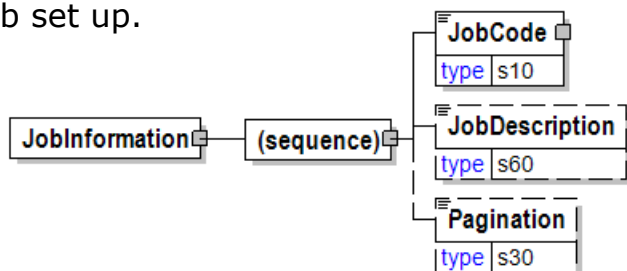 b set up.
JobCode
type s10
JobInformation
(sequence)
JobDescription
type s60
Pagination
type s30